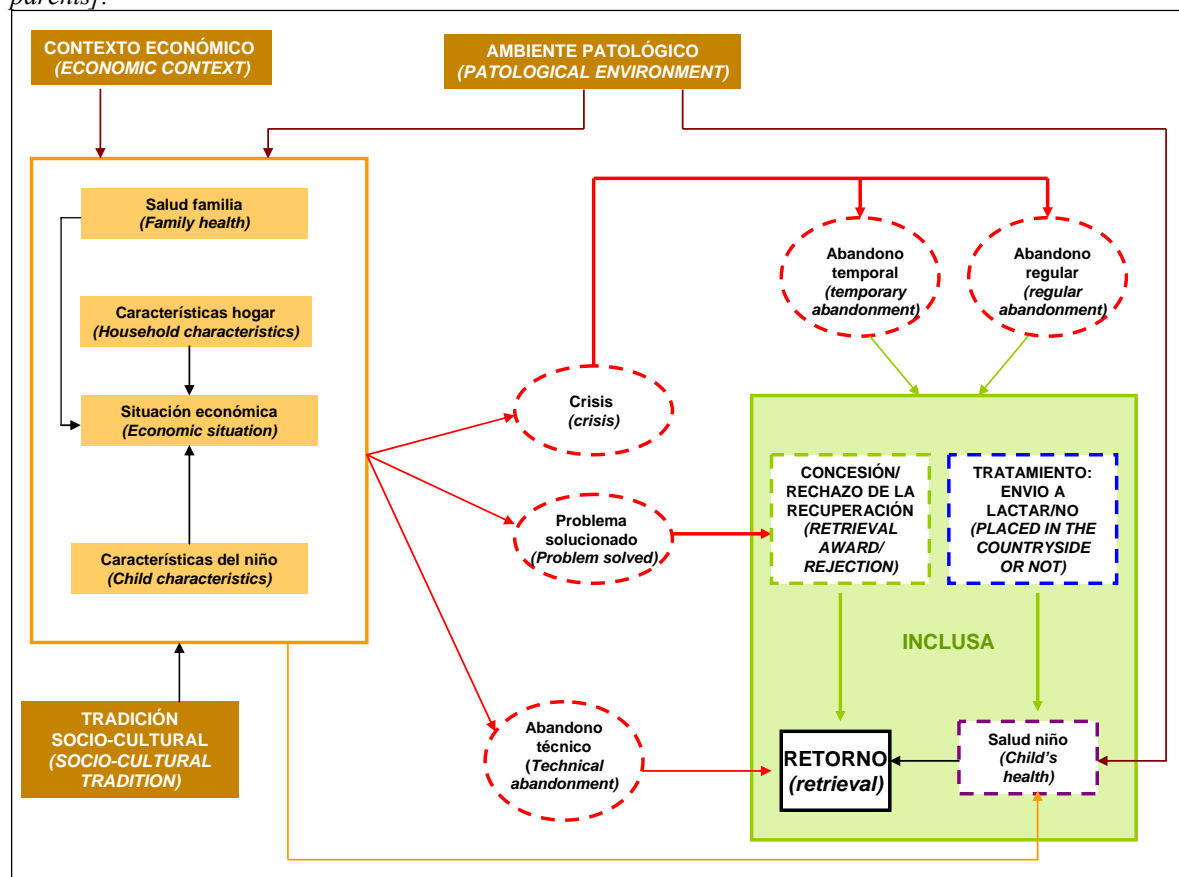 parents].
CONTEXTO ECONÓMICO
(ECONOMIC CONTEXT)
AMBIENTE PATOLÓGICO
(PATOLOGICAL ENVIRONMENT)
Salud familia
(Family health)
Características hogar
(Household characteristics)
Situación económica
(Economic situation)
Características del niño
(Child characteristics)
TRADICIÓN
SOCIO-CULTURAL
(SOCIO-CULTURAL
TRADITION)
Crisis
(crisis)
Problema
solucionado
(Problem solved)
Abandono
técnico
(Technical
abandonment)
Abandono
temporal
(temporary
abandonment)
Abandono
regular
(regular
abandonment)
CONCESIÓN/
RECHAZO DE LA
RECUPERACIÓN
(RETRIEVAL
AWARD/
REJECTION)
TRATAMIENTO:
ENVIO A
LACTAR/NO
(PLACED IN THE
COUNTRYSIDE
OR NOT)
INCLUSA
RETORNO
(retrieval)
Salud niño
(Child's
health)